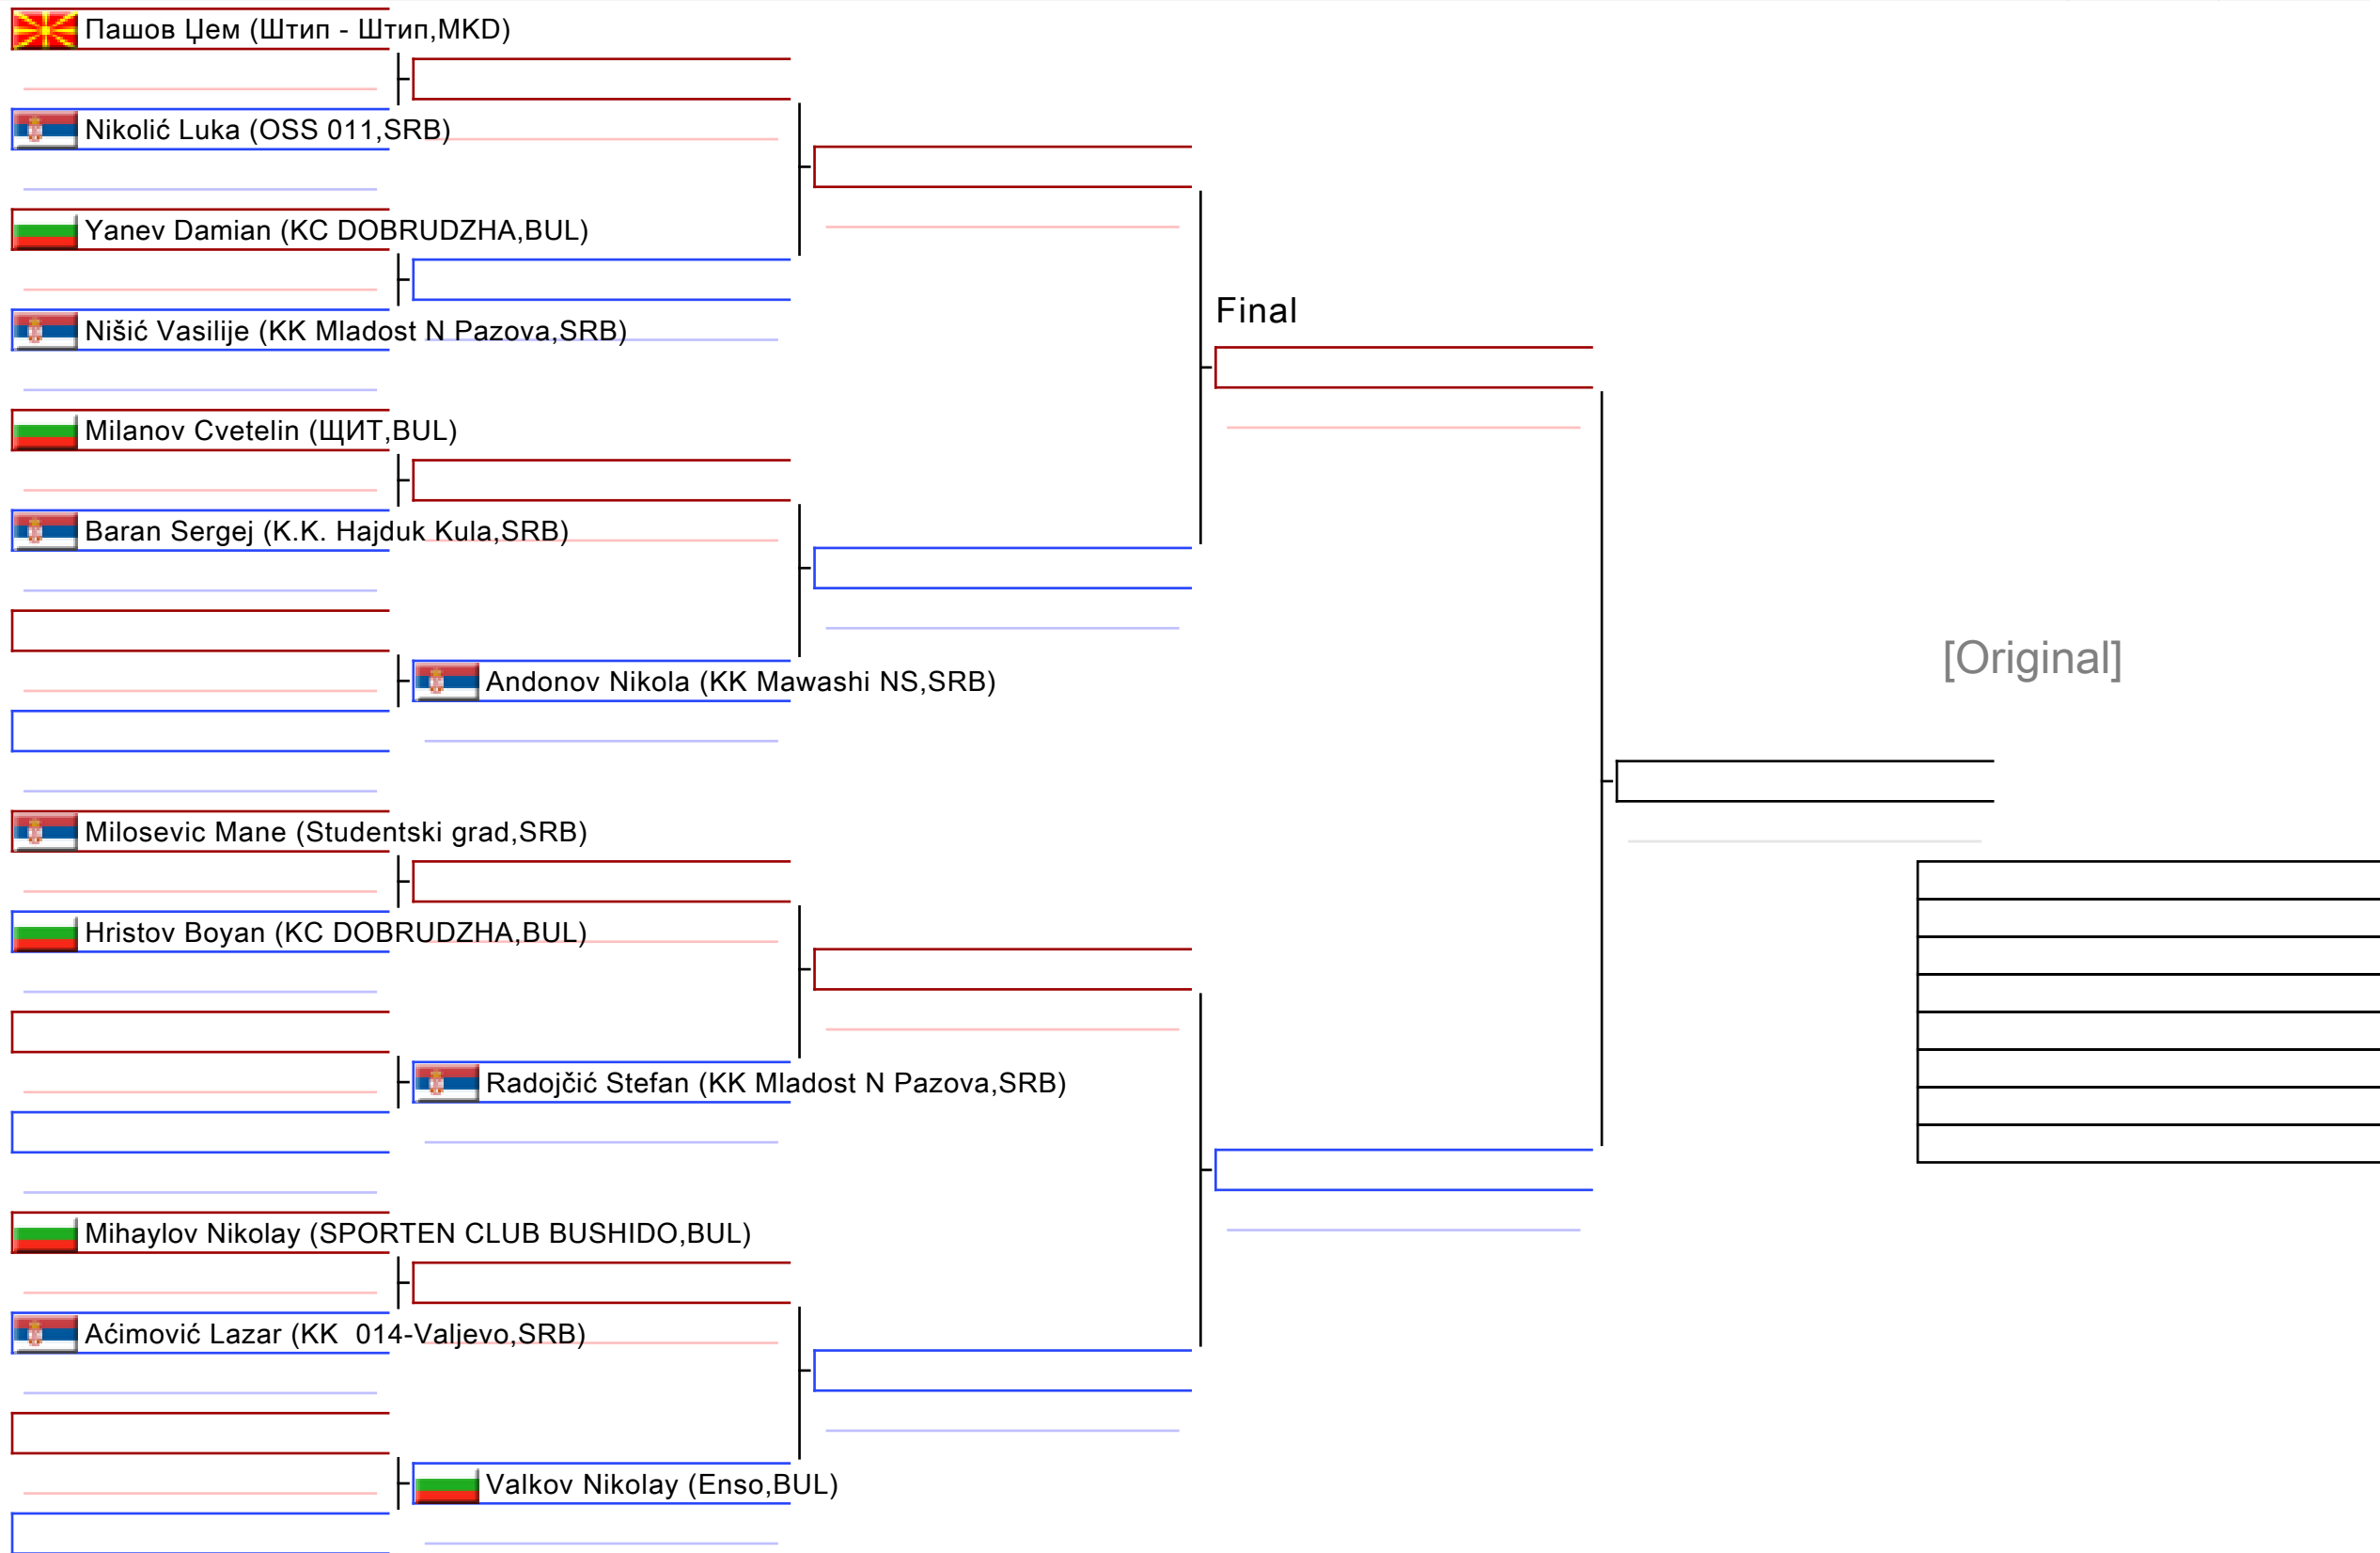 Пашов Џем (Штип - Штип,MKD)
Nikolić Luka (OSS 011,SRB)
Yanev Damian (KC DOBRUDZHA,BUL)
Final
Nišić Vasilije (KK Mladost N Pazova,SRB)
Milanov Cvetelin (ЩИТ,BUL)
Baran Sergej (K.K. Hajduk Kula,SRB)
[Original]
Andonov Nikola (KK Mawashi NS,SRB)
Milosevic Mane (Studentski grad,SRB)
Hristov Boyan (KC DOBRUDZHA,BUL)
Radojčić Stefan (KK Mladost N Pazova,SRB)
Mihaylov Nikolay (SPORTEN CLUB BUSHIDO,BUL)
Aćimović Lazar (KK  014-Valjevo,SRB)
Valkov Nikolay (Enso,BUL)